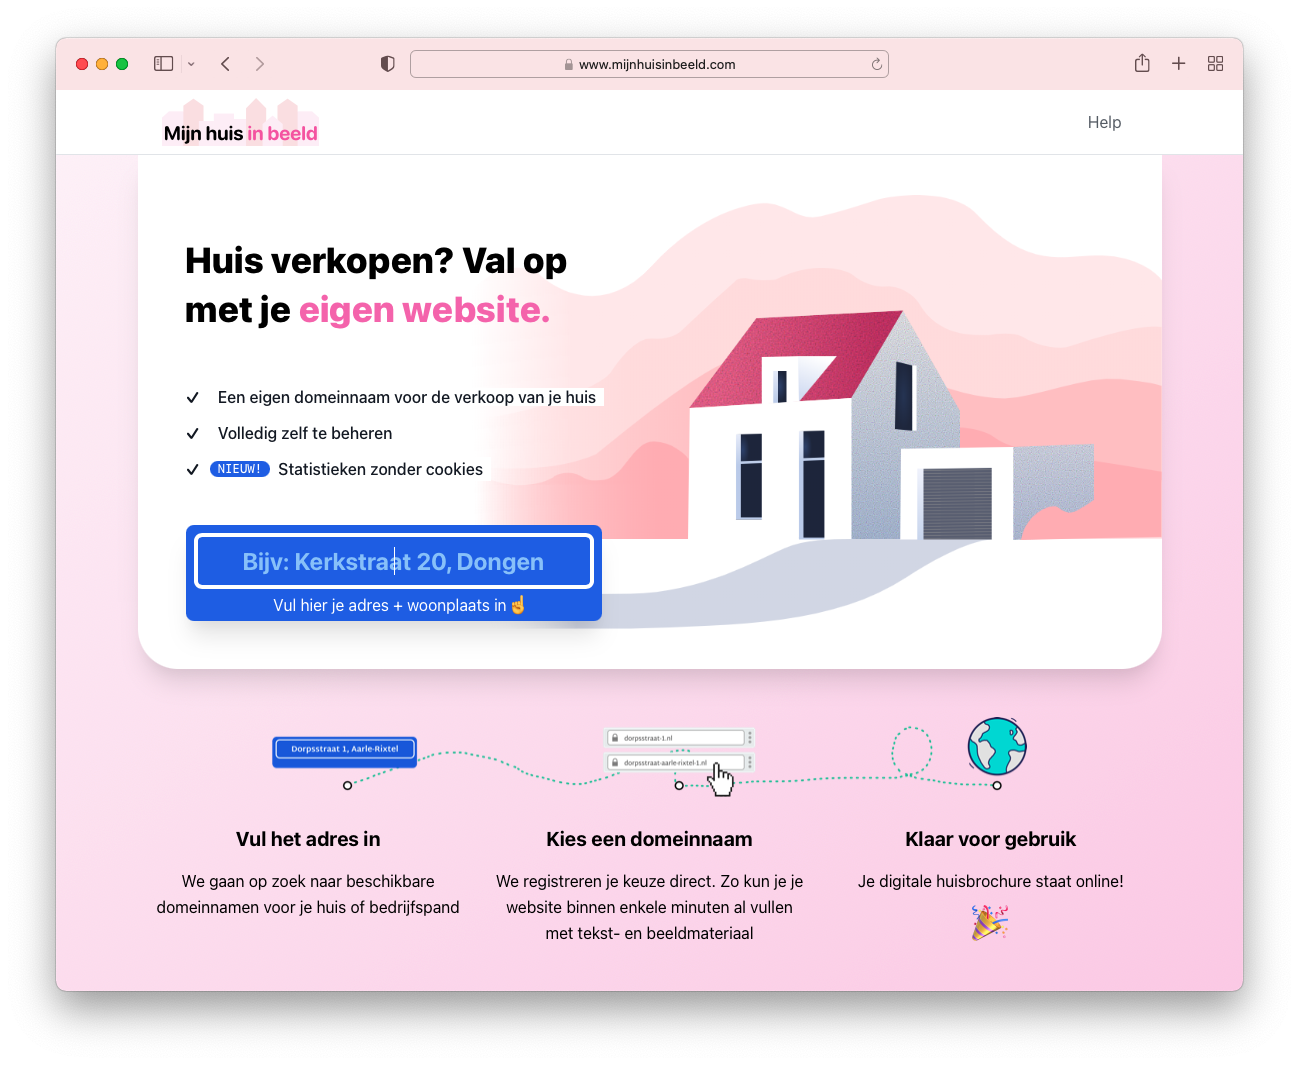 www.mijnhuisinbeeld.com
Mijn huis in beeld
Help
Huis verkopen? Val op
met je eigen website.
Een eigen domeinnaam voor de verkoop van je huis
Volledig zelf te beheren
NIEUW! Statistieken zonder cookies
Bijv: Kerkstraat 20, Dongen
Vul hier je adres + woonplaats in☝️
Dorpsstraat 1, Aarle-Rixtel
dorpsstraat-1.nl
dorpsstraat-aarle-rixtel-1.nl
Vul het adres in
We gaan op zoek naar beschikbare
domeinnamen voor je huis of bedrijfspand
Kies een domeinnaam
We registreren je keuze direct. Zo kun je je
website binnen enkele minuten al vullen
met tekst- en beeldmateriaal
Klaar voor gebruik
Je digitale huisbrochure staat online!
🎉